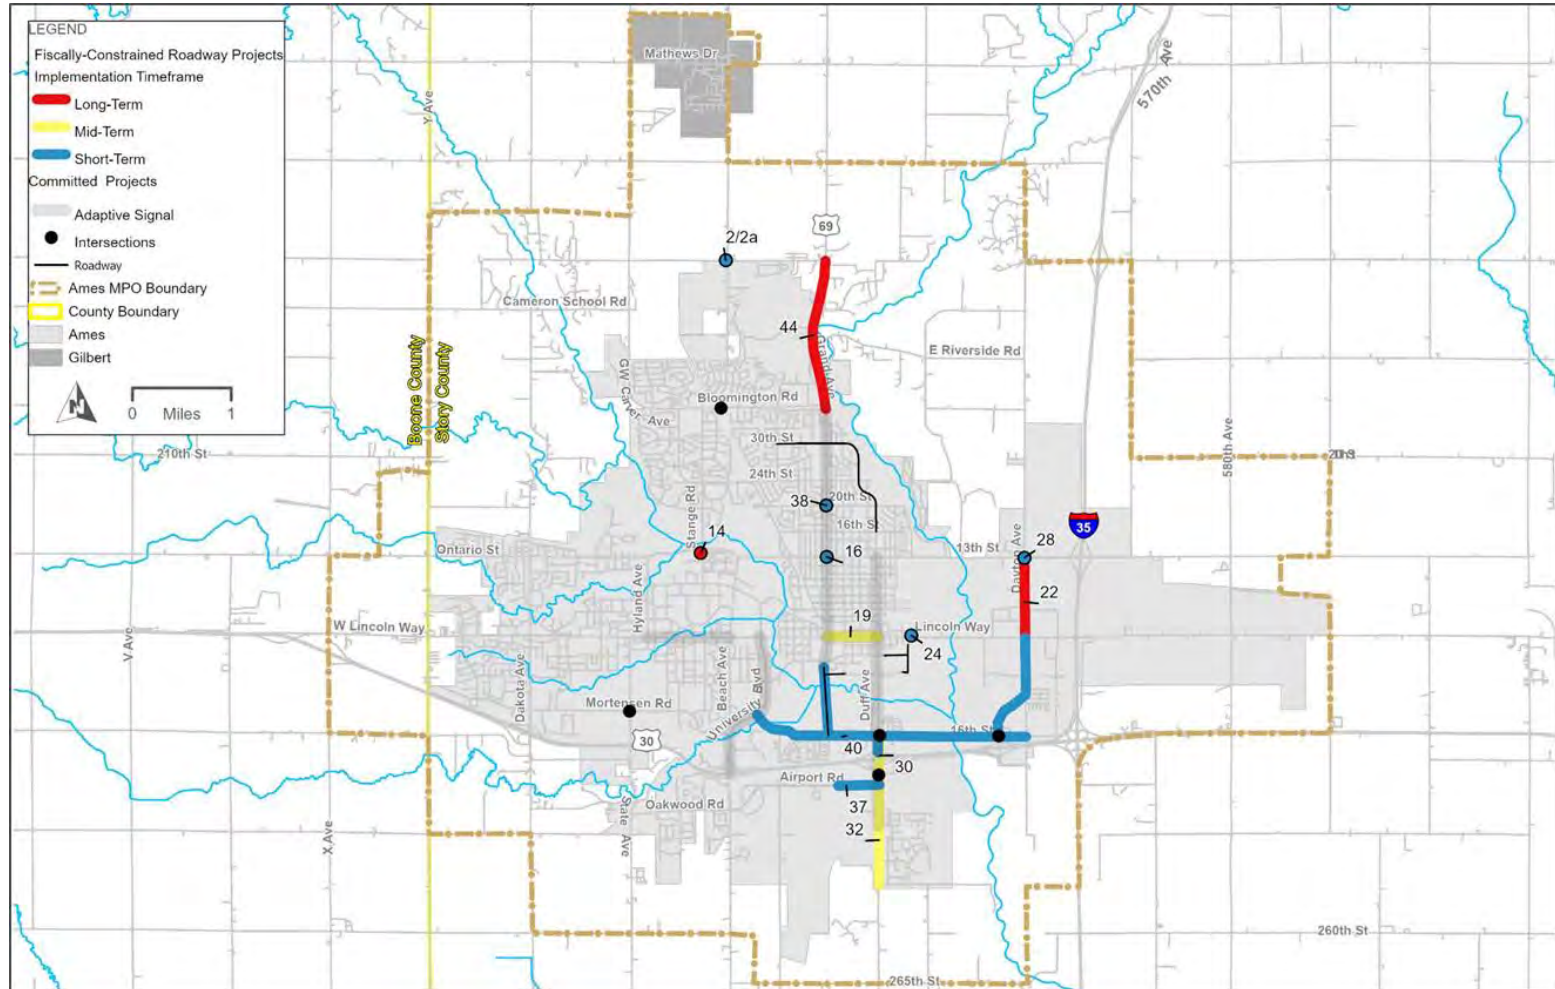 LEGEND
Fiscally-Constrained Roadway Projects
Implementation Timeframe
Long-Term
Mid-Term
Short-Term
Committed Projects
Adaptive Signal
Intersections
Roadway
Ames MPO Boundary
County Boundary
Ames
Gilbert
N
0 Miles 1
Mathews Dr
Y Ave
570th Ave
69
2/2a
Cameron School Rd
44
Grand Ave
E Riverside Rd
GW Carver Ave
Boone County
Story County
Bloomington Rd
30th St
210th St
24th St
580th Ave
Stange Rd
38
20th St
16th St
14
35
Ontario St
16
13th St
28
Dayton Ave
22
Hyland Ave
19
W Lincoln Way
Lincoln Way
24
V Ave
Dakota Ave
Beach Ave
University Blvd
Duff Ave
Mortensen Rd
30
16th St
40
30
Airport Rd
Oakwood Rd
37
State Ave
32
X Ave
260th St
265th St